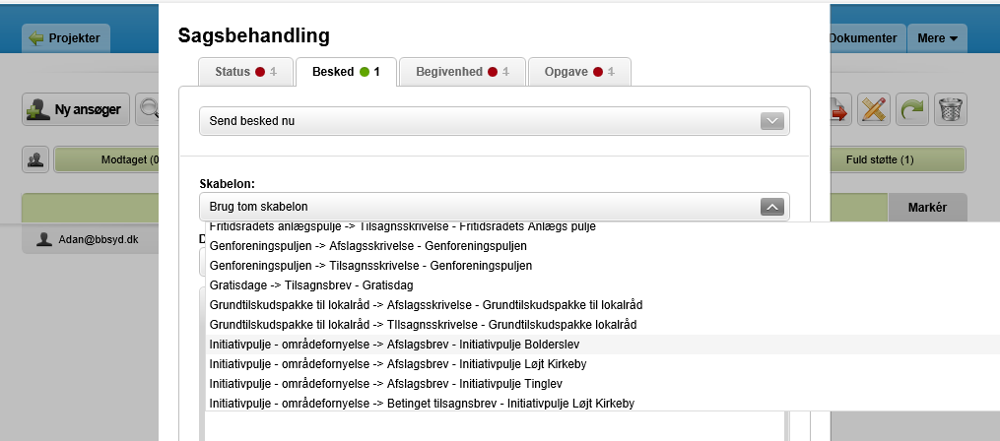 Sagsbehandling
Projekter
Dokumenter
Mere
Status 1
Besked 1
Begivenhed 1
Opgave 1
Ny ansøger
Send besked nu
Modtaget (0
Fuld støtte (1)
Skabelon:
Brug tom skabelon
Markér
Fritidsrådets anlægspulje -> Tilsagnsskrivelse - Fritidsrådets Anlægs pulje
Adan@bbsyd.dk
D
Genforeningspuljen -> Afslagsskrivelse - Genforeningspuljen
Genforeningspuljen -> Tilsagnsskrivelse - Genforeningspuljen
Gratisdage -> Tilsagnsbrev - Gratisdag
Grundtilskudspakke til lokalråd -> Afslagsskrivelse - Grundtilskudspakke til lokalråd
Grundtilskudspakke til lokalråd -> TIlsagnsskrivelse - Grundtilskudspakke lokalråd
Initiativpulje - områdefornyelse -> Afslagsbrev - Initiativpulje Bolderslev
Initiativpulje - områdefornyelse -> Afslagsbrev - Initiativpulje Løjt Kirkeby
Initiativpulje - områdefornyelse -> Afslagsbrev - Initiativpulje Tinglev
Initiativpulje - områdefornyelse -> Betinget tilsagnsbrev - Initiativpulje Løjt Kirkeby